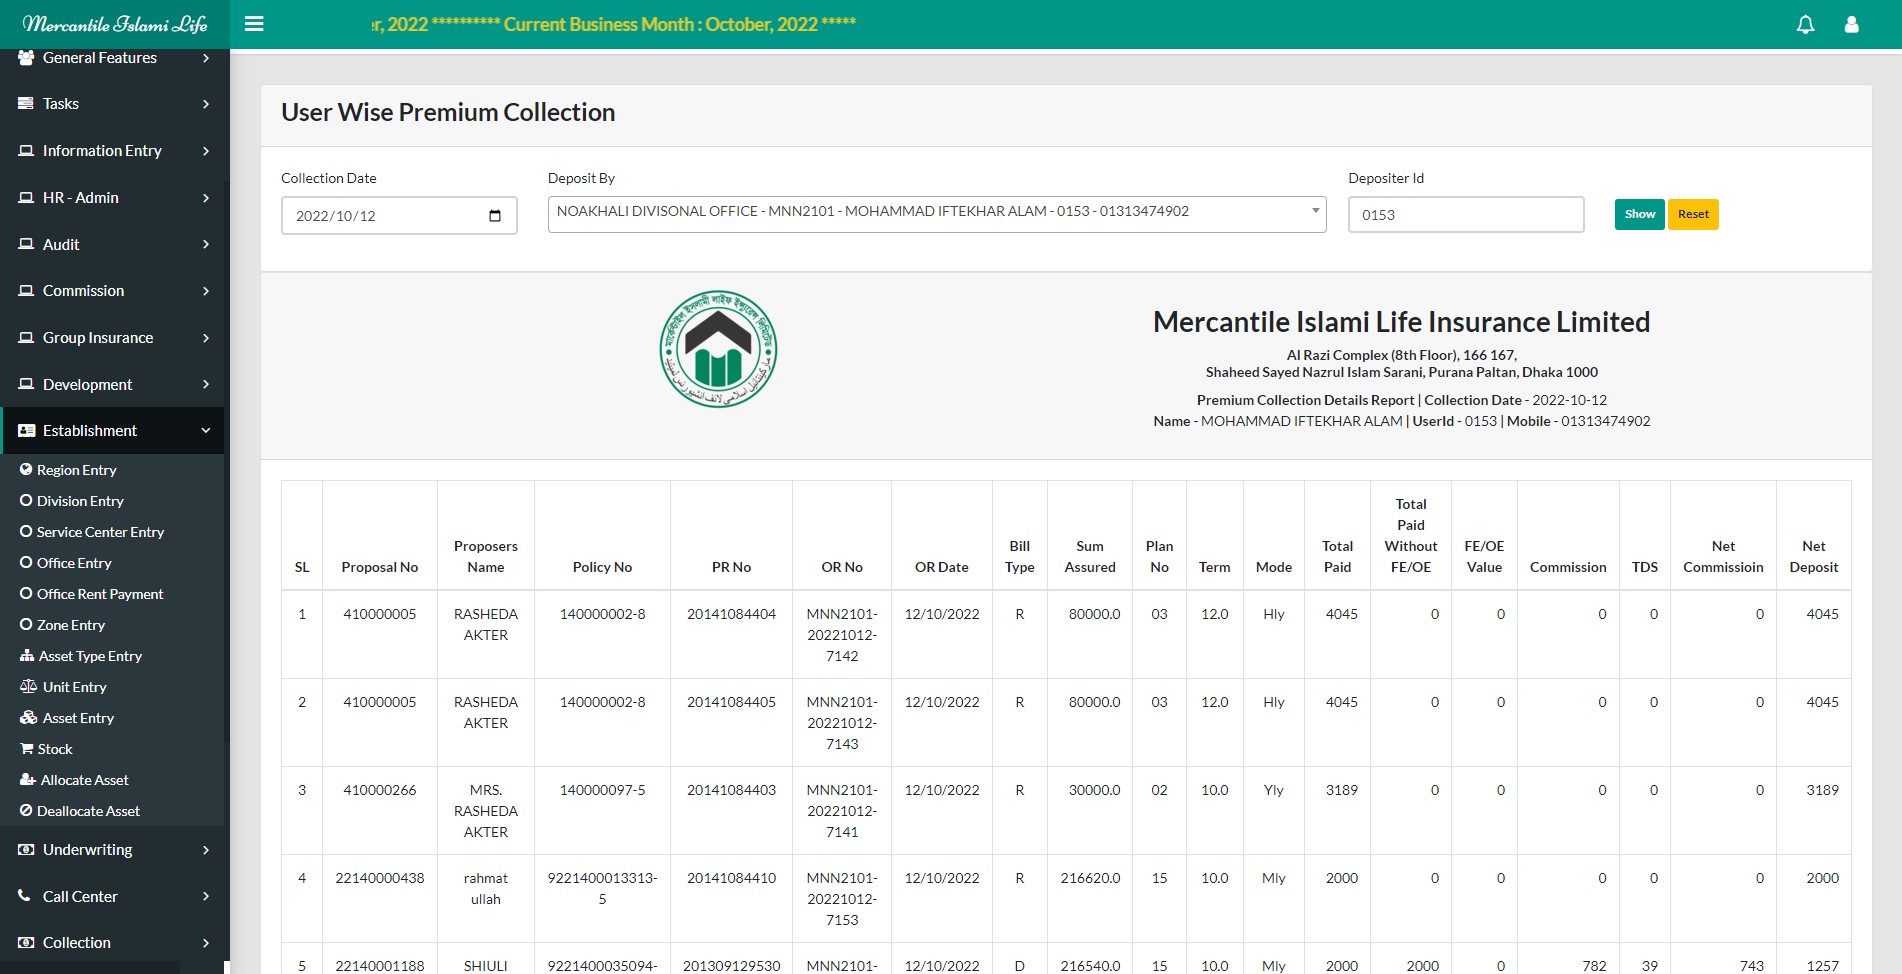 Mercantile Islami Life
r, 2022 ********** Current Business Month : October, 2022 *****
General Features
Tasks
Information Entry
HR - Admin
Audit
Commission
Group Insurance
Development
Establishment
Region Entry
Division Entry
Service Center Entry
Office Entry
Office Rent Payment
Zone Entry
Asset Type Entry
Unit Entry
Asset Entry
Stock
Allocate Asset
Deallocate Asset
Underwriting
Call Center
Collection
User Wise Premium Collection
Collection Date Deposit By Depositer Id
2022/10/12 NOAKHALI DIVISONAL OFFICE - MNN2101 - MOHAMMAD IFTEKHAR ALAM - 0153 - 01313474902 0153 Show Reset
মার্কেন্টাইল ইসলামী লাইফ ইন্স্যুরেন্স লিমিটেড
Mercantile Islami Life Insurance Limited
Al Razi Complex (8th Floor), 166 167,
Shaheed Sayed Nazrul Islam Sarani, Purana Paltan, Dhaka 1000
Premium Collection Details Report | Collection Date - 2022-10-12
Name - MOHAMMAD IFTEKHAR ALAM | UserId - 0153 | Mobile - 01313474902
SL Proposal No Proposers Name Policy No PR No OR No OR Date Bill Type Sum Assured Plan No Term Mode Total Paid Total Paid Without FE/OE FE/OE Value Commission TDS Net Commissioin Net Deposit
1 410000005 RASHEDA AKTER 140000002-8 20141084404 MNN2101-20221012-7142 12/10/2022 R 80000.0 03 12.0 Hly 4045 0 0 0 0 0 4045
2 410000005 RASHEDA AKTER 140000002-8 20141084405 MNN2101-20221012-7143 12/10/2022 R 80000.0 03 12.0 Hly 4045 0 0 0 0 0 4045
3 410000266 MRS. RASHEDA AKTER 140000097-5 20141084403 MNN2101-20221012-7141 12/10/2022 R 30000.0 02 10.0 Yly 3189 0 0 0 0 0 3189
4 22140000438 rahmat ullah 9221400013313-5 20141084410 MNN2101-20221012-7153 12/10/2022 R 216620.0 15 10.0 Mly 2000 0 0 0 0 0 2000
5 22140001188 SHIULI 9221400035094- 201309129530 MNN2101- 12/10/2022 D 216540.0 15 10.0 Mly 2000 2000 0 782 39 743 1257